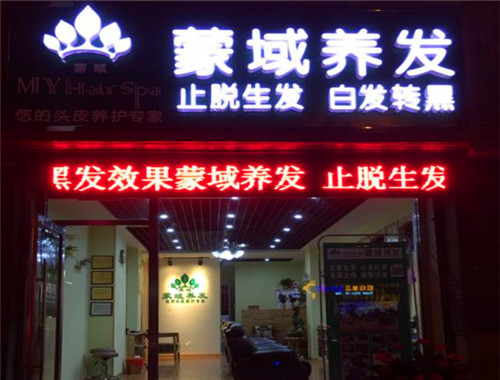 蒙域
MYHair Spa
您的头皮养护专家
蒙域养发
止脱生发 白发转黑
黑发效果蒙域养发 止脱生发
蒙域养发